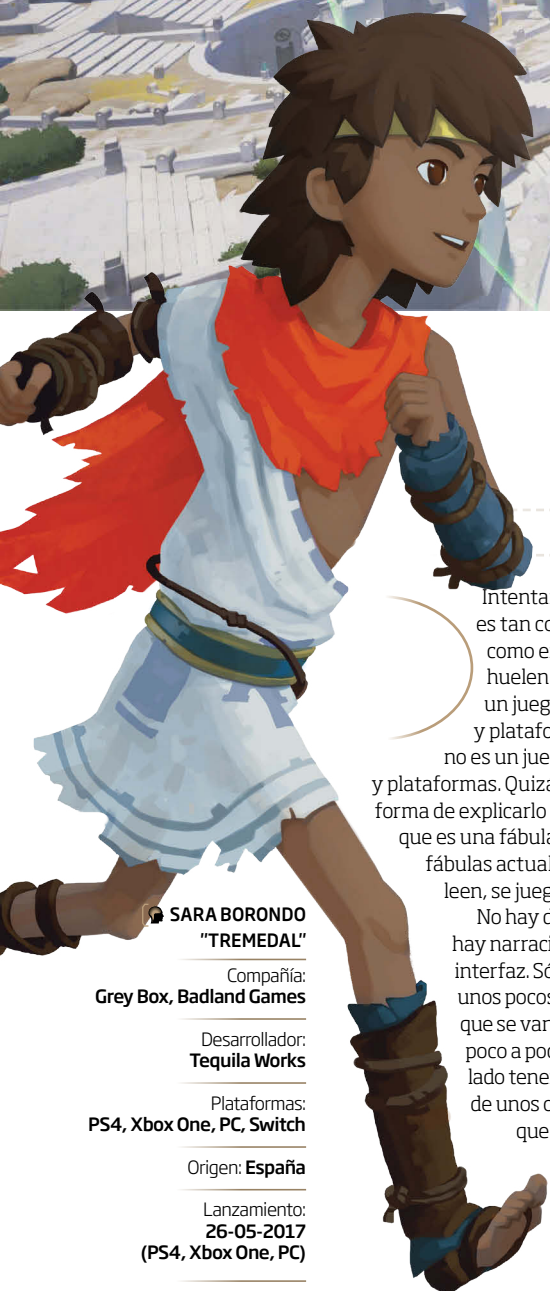 SARA BORONDO
"TREMEDAL"
Compañía:
Grey Box, Badland Games
Desarrollador:
Tequila Works
Plataformas:
PS4, Xbox One, PC, Switch
Origen: España
Lanzamiento:
26-05-2017
(PS4, Xbox One, PC)
Intenta
es tan co
como e
huelen
un jueg
y platafo
no es un jue
y plataformas. Quizá
forma de explicarlo
que es una fábula
fábulas actual
leen, se jueg
No hay d
hay narraci
interfaz. Só
unos pocos
que se van
poco a poc
lado tene
de unos c
que